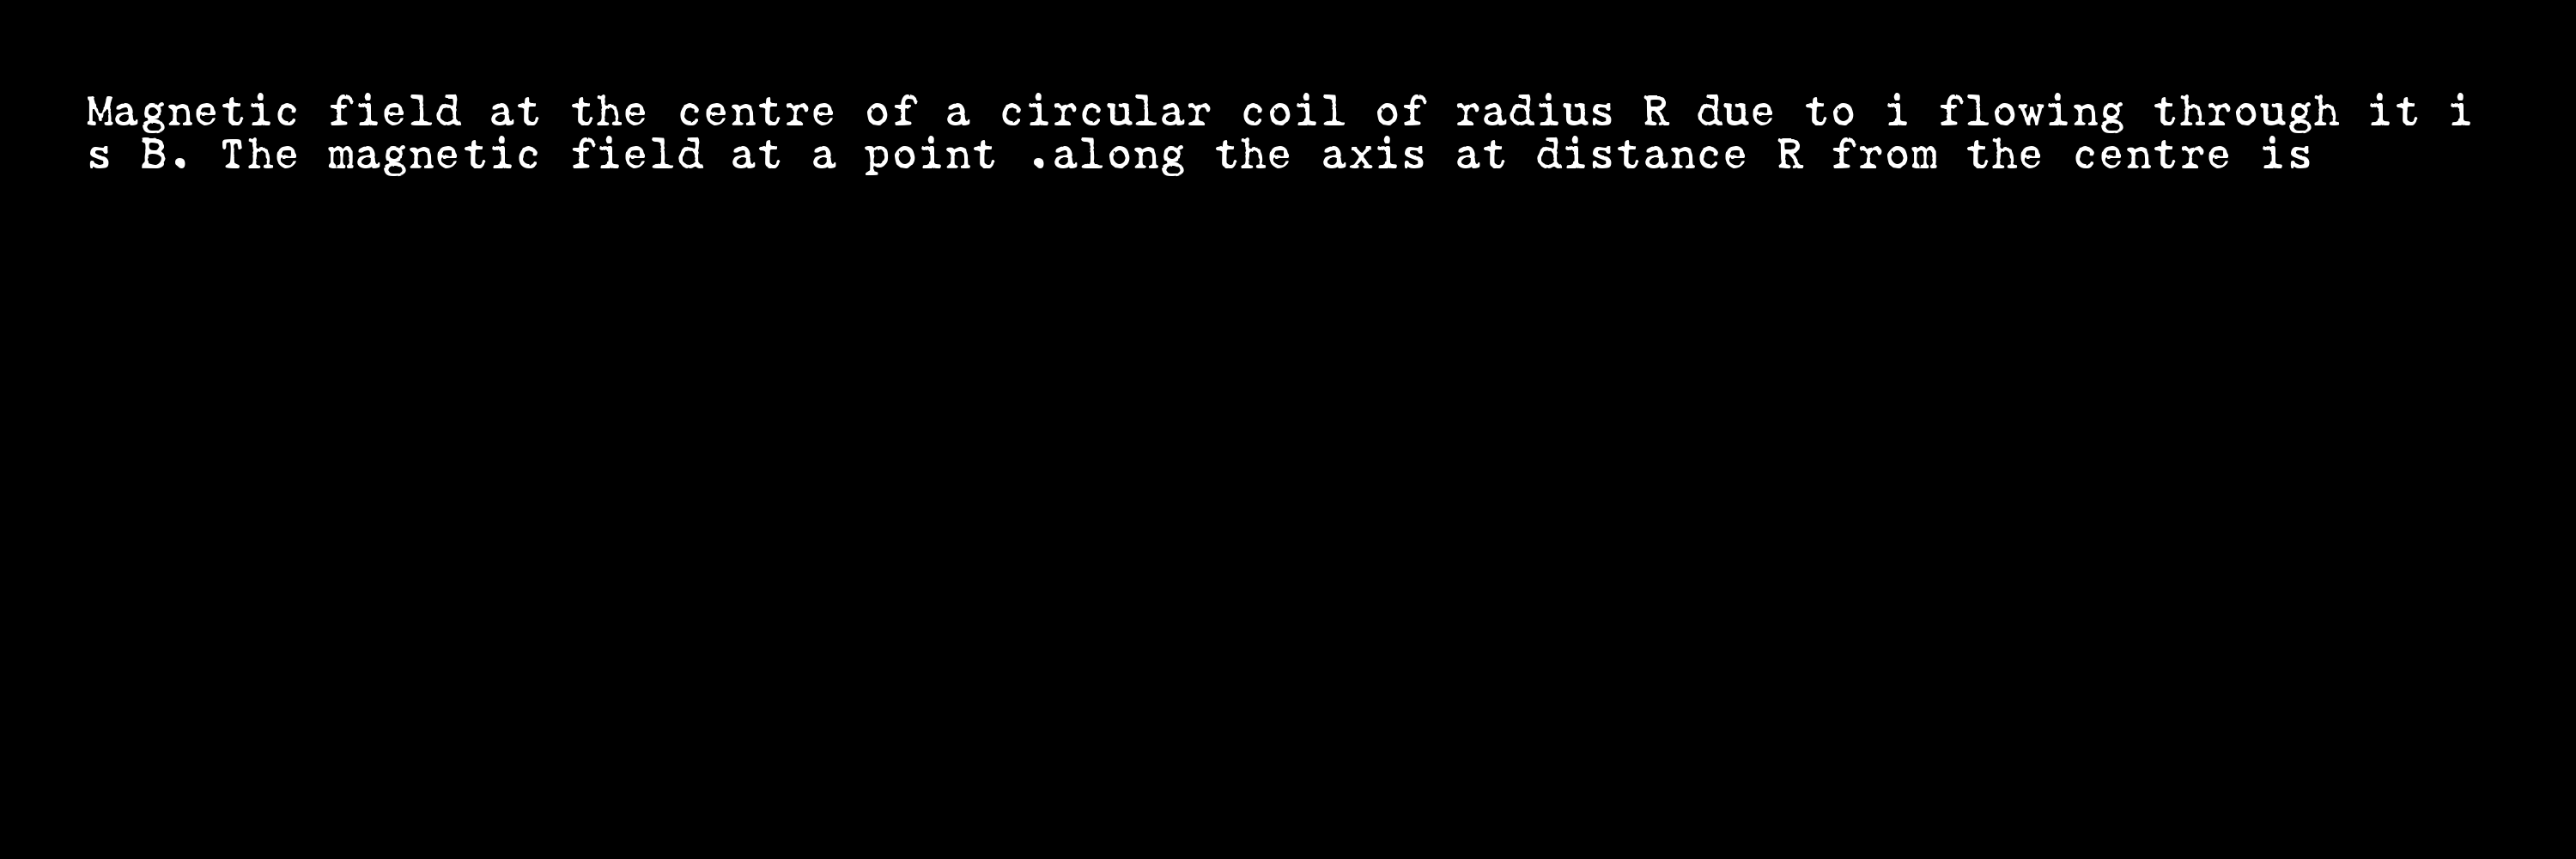 Magnetic field at the centre of a circular coil of radius R due to i flowing through it i
s B. The magnetic field at a point .along the axis at distance R from the centre is